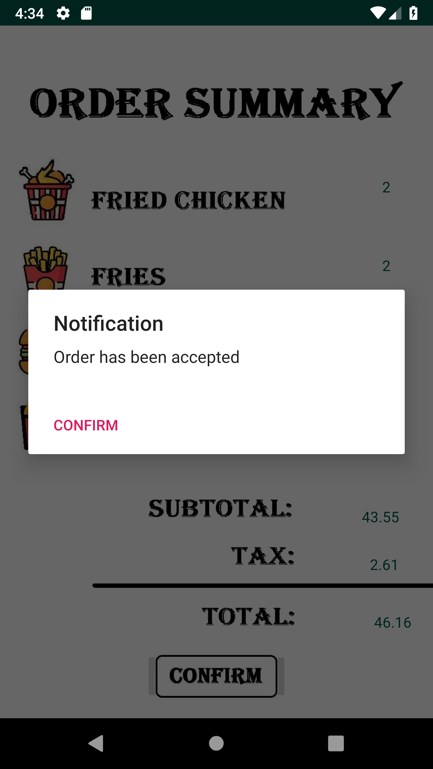 4:34
ORDER SUMMARY
FRIED CHICKEN 2
FRIES 2
Notification
Order has been accepted
CONFIRM
SUBTOTAL: 43.55
TAX: 2.61
TOTAL: 46.16
CONFIRM